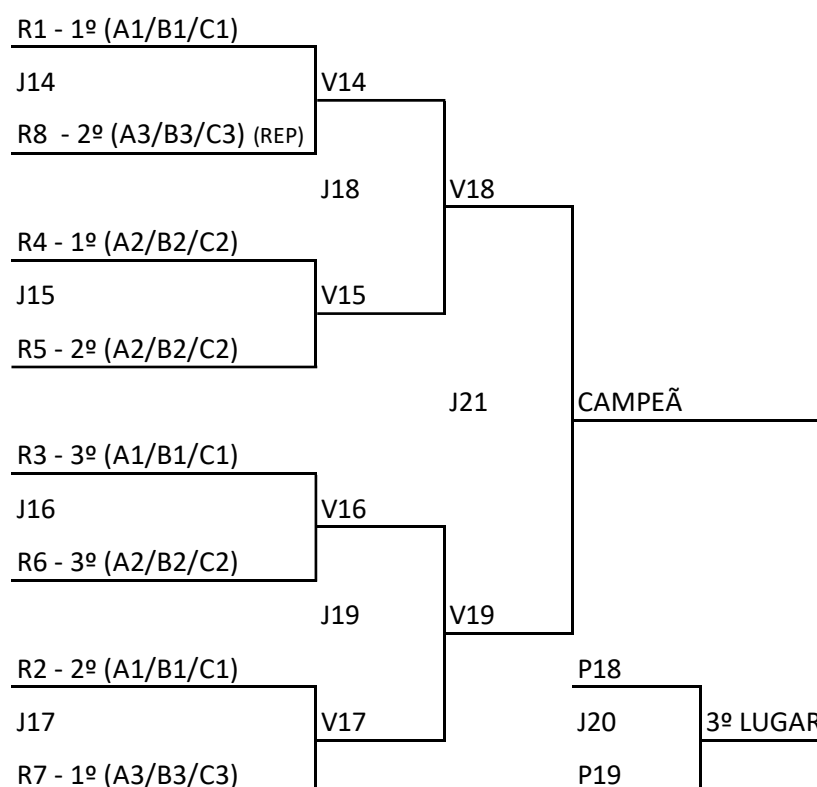 R1 - 1º (A1/B1/C1)
J14 V14
R8 - 2º (A3/B3/C3) (REP)
J18 V18
R4 - 1º (A2/B2/C2)
J15 V15
R5 - 2º (A2/B2/C2)
J21 CAMPEÃ
R3 - 3º (A1/B1/C1)
J16 V16
R6 - 3º (A2/B2/C2)
J19 V19
R2 - 2º (A1/B1/C1) P18
J17 V17 J20 3º LUGAR
R7 - 1º (A3/B3/C3) P19